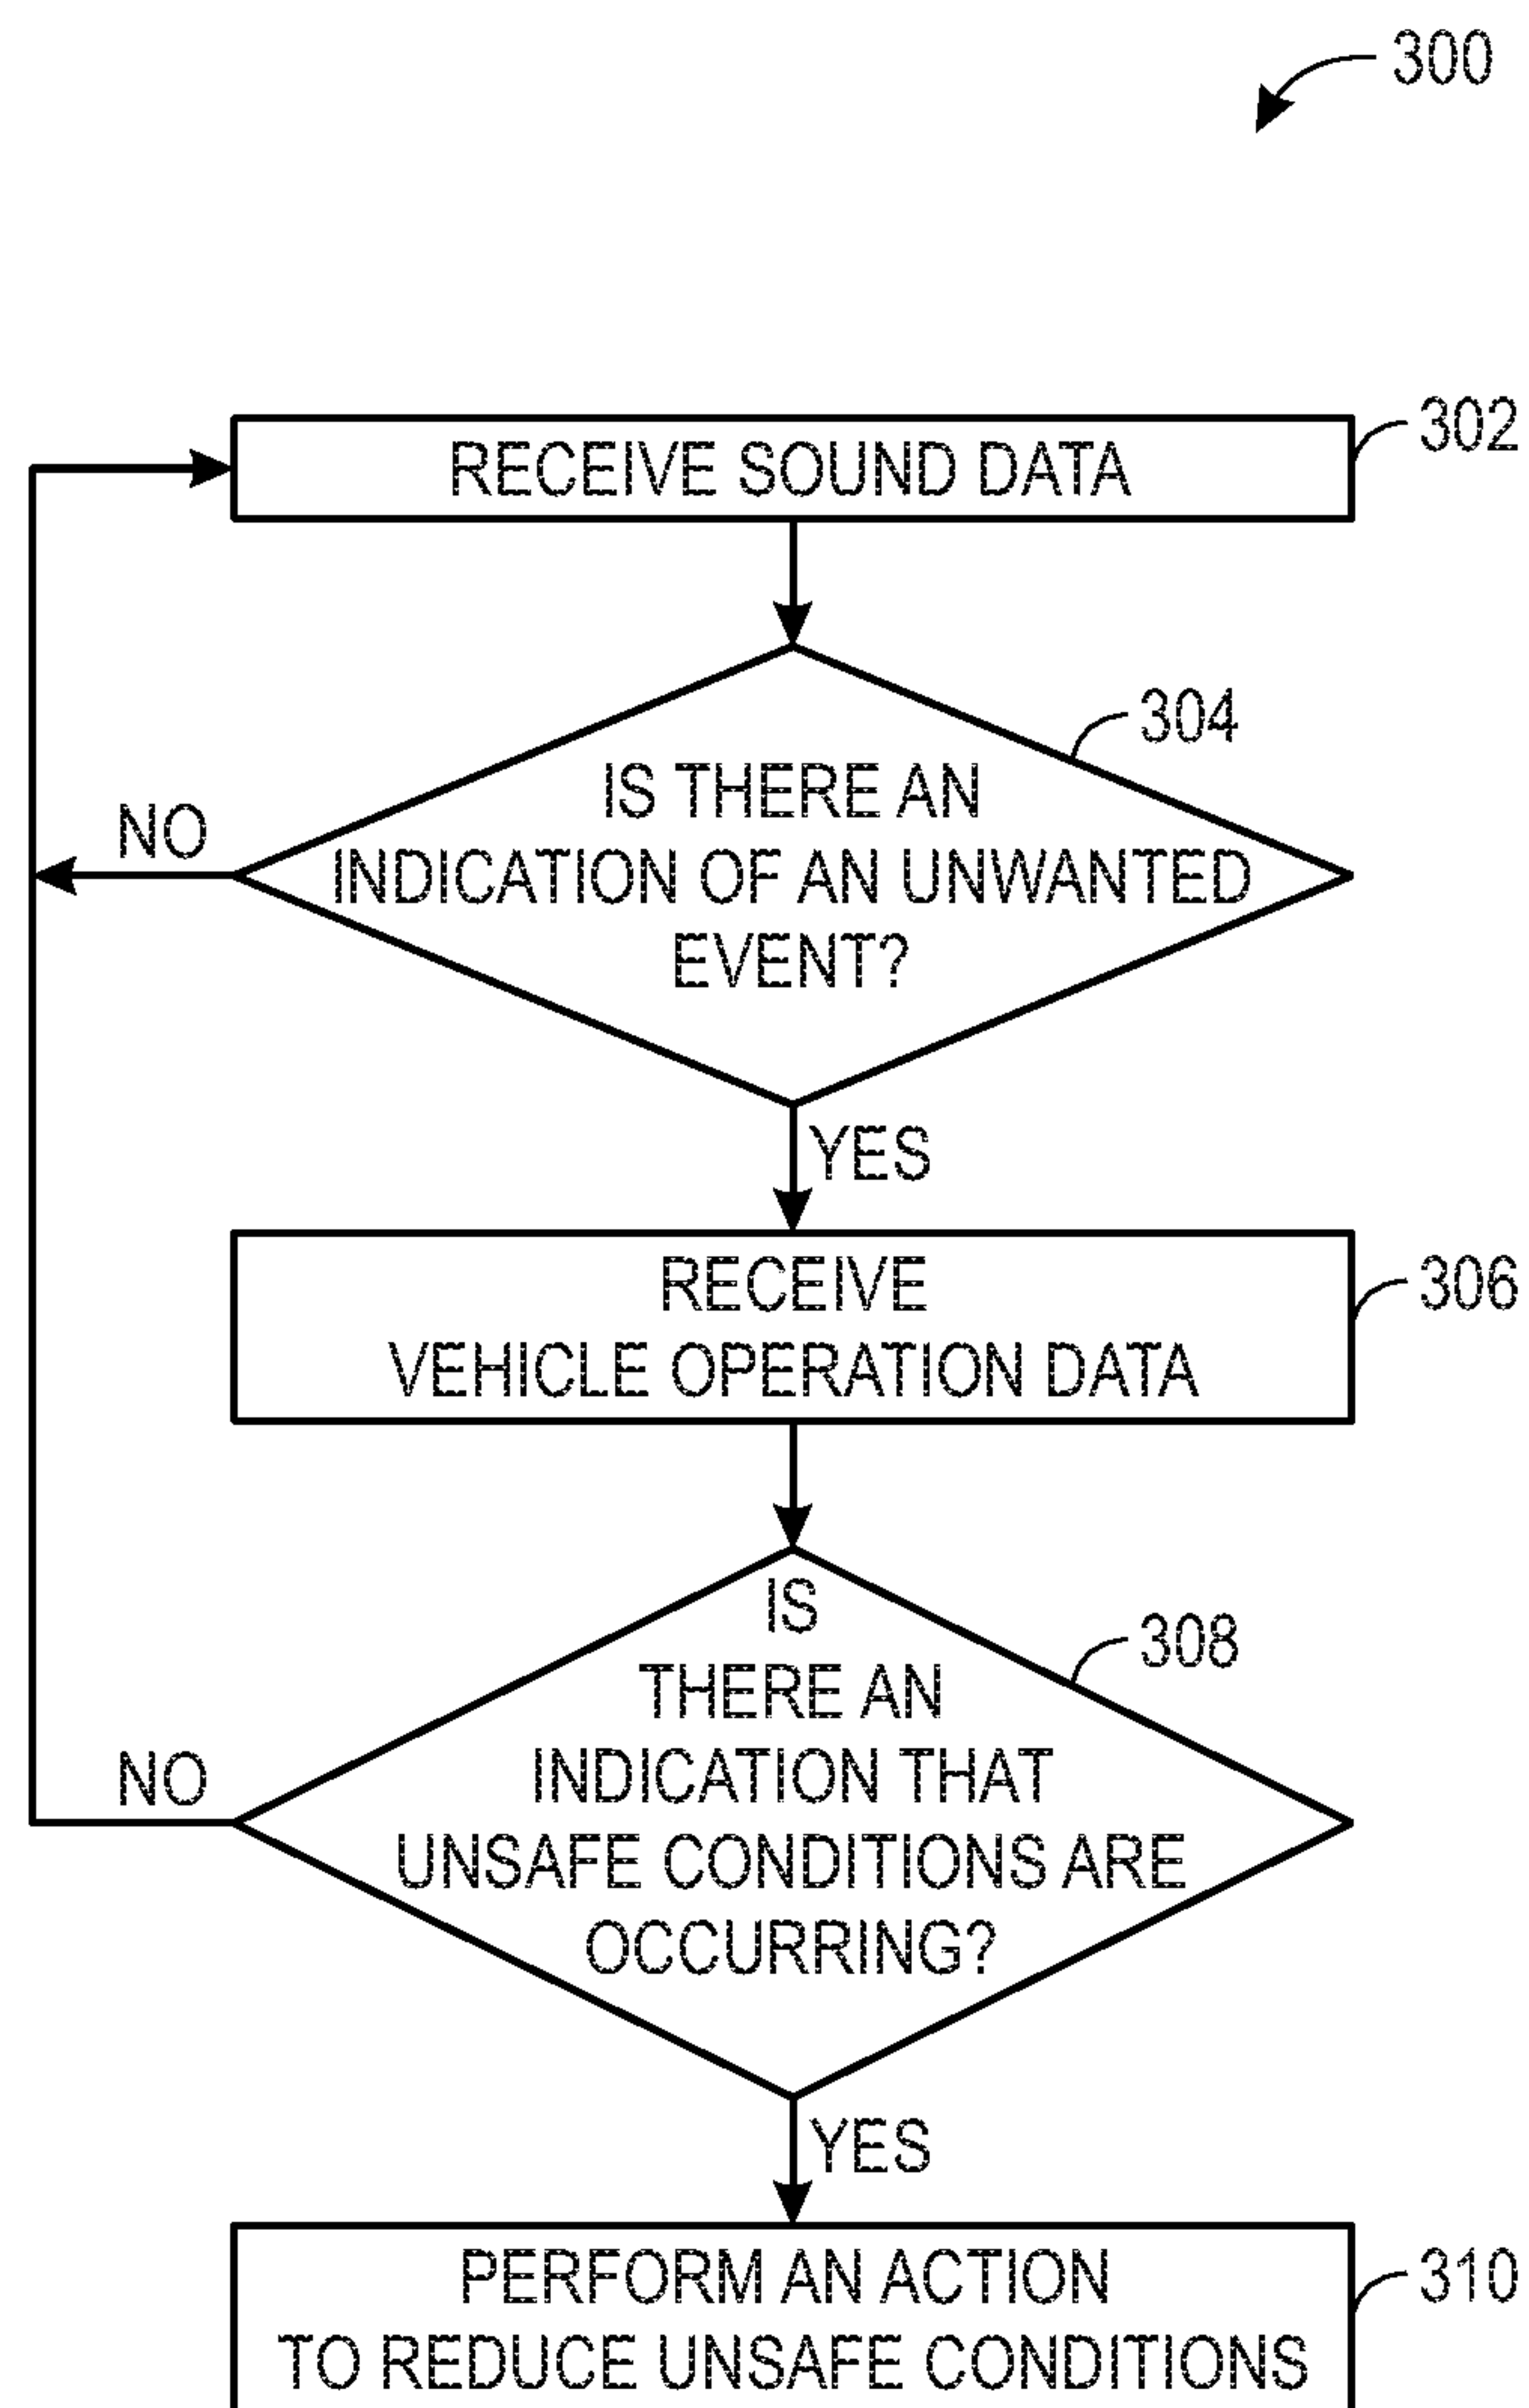 300
RECEIVE SOUND DATA
302
304
IS THERE AN
INDICATION OF AN UNWANTED
EVENT?
NO
YES
RECEIVE
VEHICLE OPERATION DATA
306
IS
THERE AN
INDICATION THAT
UNSAFE CONDITIONS ARE
OCCURRING?
308
NO
YES
PERFORM AN ACTION
TO REDUCE UNSAFE CONDITIONS
310